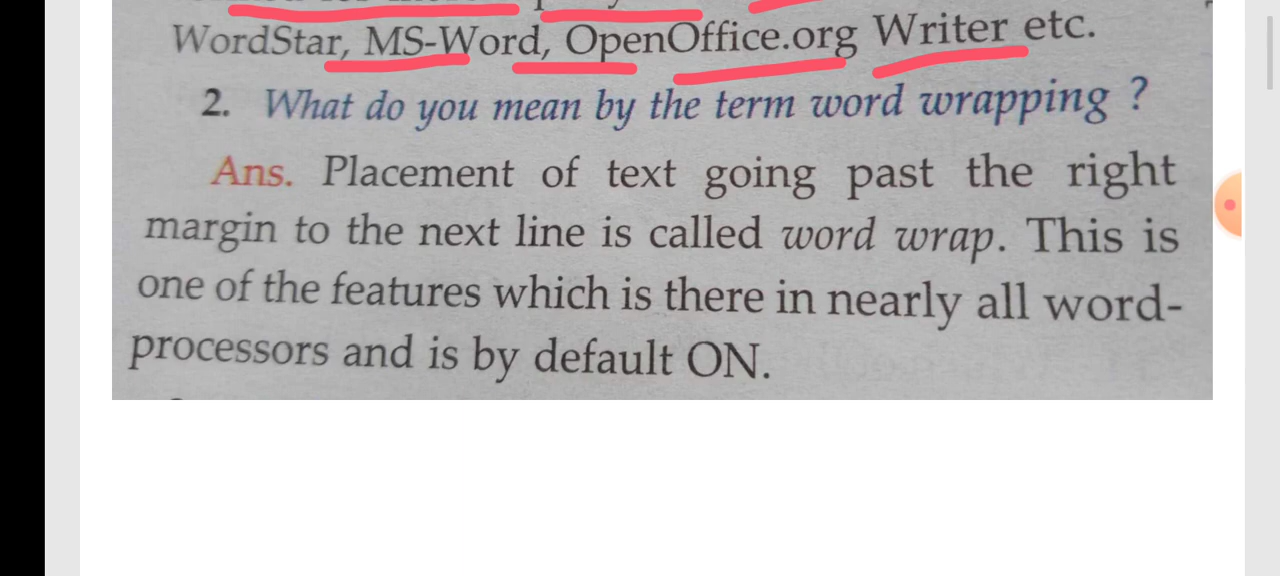 WordStar, MS-Word, OpenOffice.org Writer etc.
2. What do you mean by the term word wrapping ?
Ans. Placement of text going past the right
margin to the next line is called word wrap. This is
one of the features which is there in nearly all word-
processors and is by default ON.